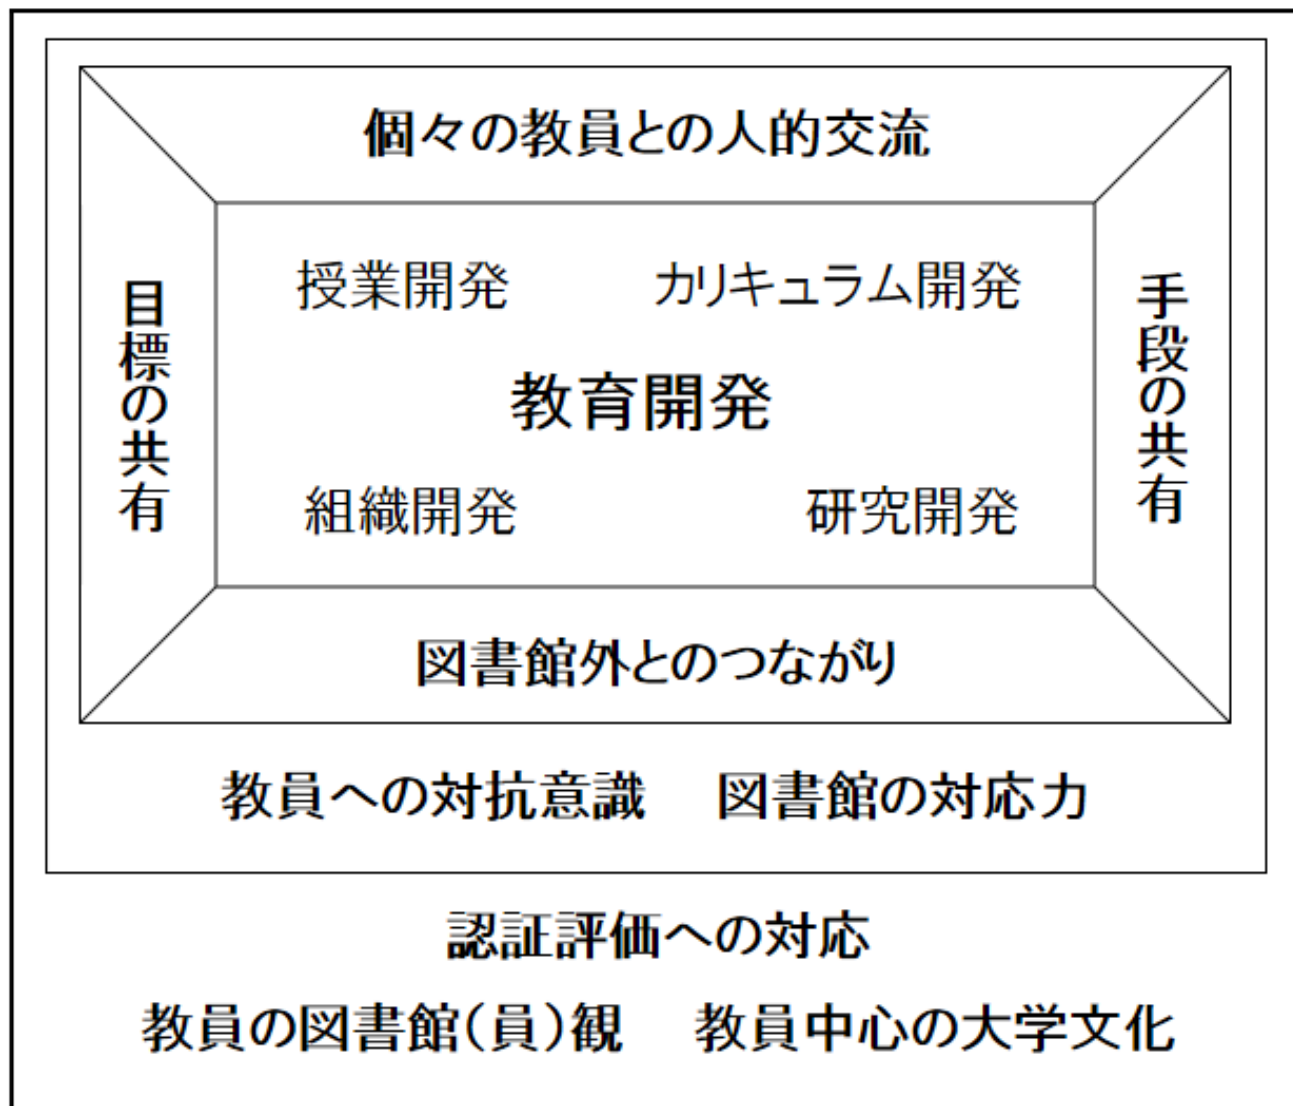 個々の教員との人的交流
目標の共有
授業開発 カリキュラム開発
教育開発
組織開発 研究開発
手段の共有
図書館外とのつながり
教員への対抗意識 図書館の対応力
認証評価への対応
教員の図書館(員)観 教員中心の大学文化